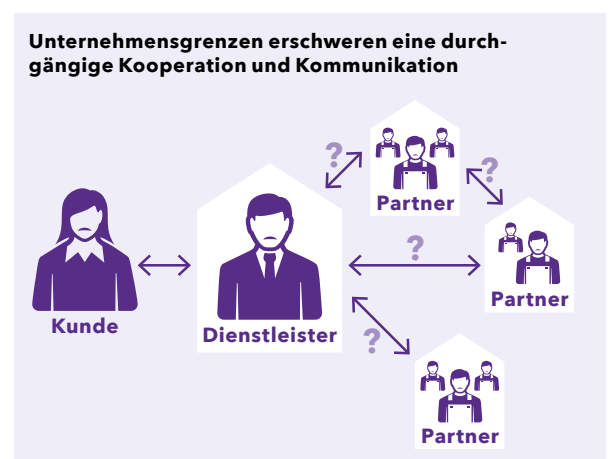 Unternehmensgrenzen erschweren eine durch-
gängige Kooperation und Kommunikation
?
?
Partner
?
Partner
Kunde
Dienstleister
?
Partner